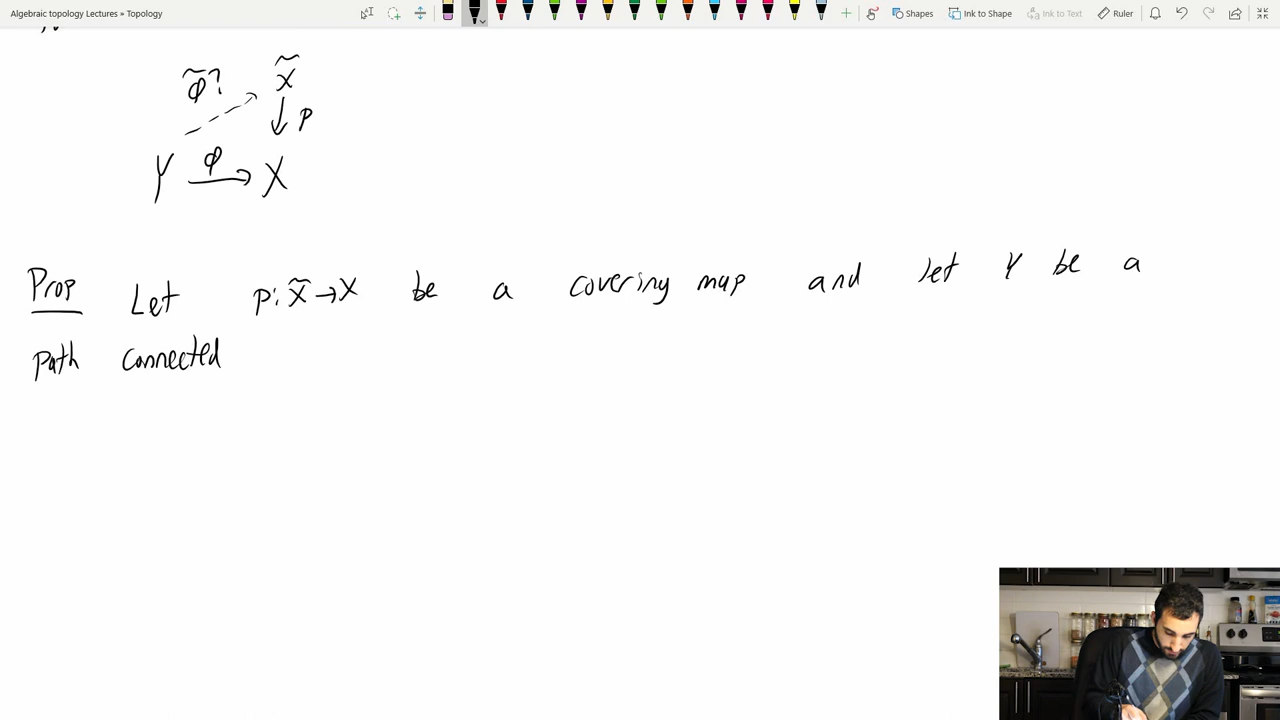 Algebraic topology Lectures » Topology
Shapes
Ink to Shape
Ink to Text
Ruler
φ̃? X̃
p
Y φ X
Prop Let p: X̃ → X be a covering map and let Y be a
path connected